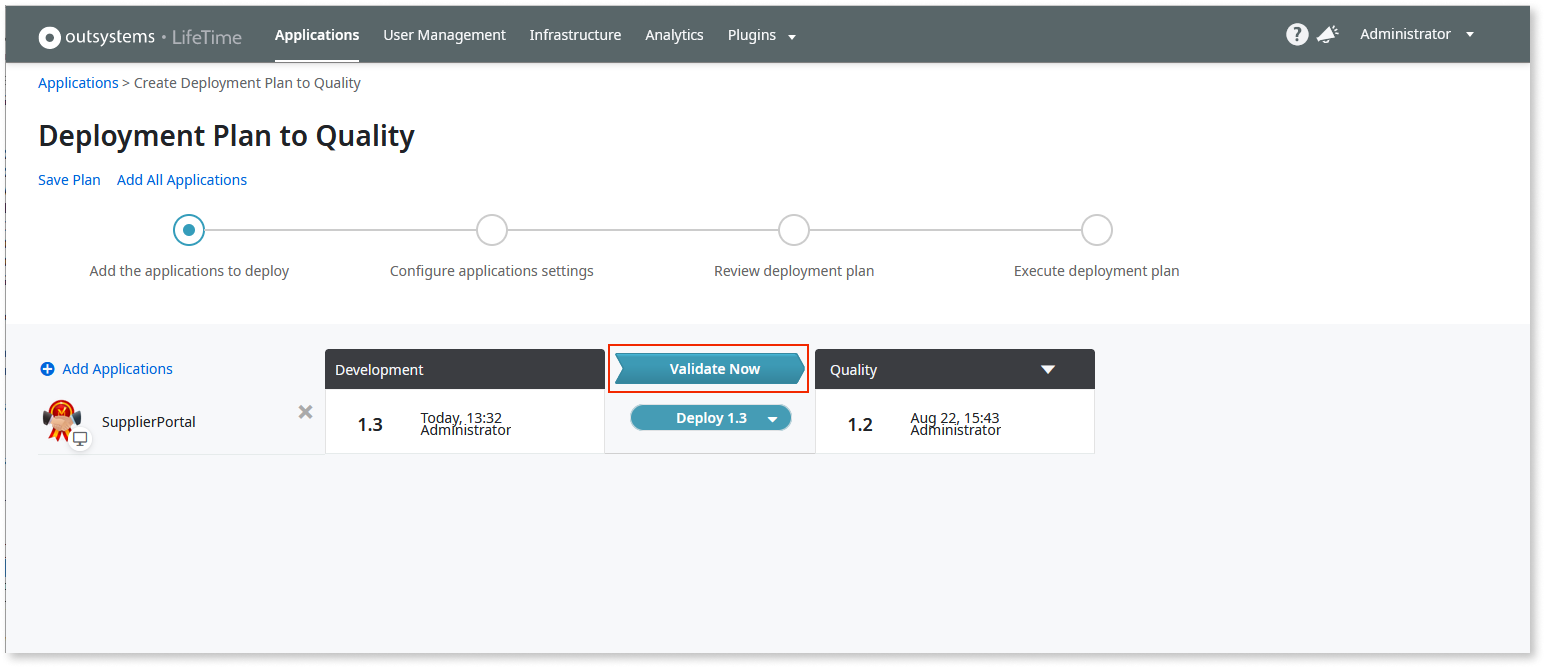 outsystems · LifeTime Applications User Management Infrastructure Analytics Plugins ? Administrator
Applications > Create Deployment Plan to Quality
Deployment Plan to Quality
Save Plan Add All Applications
Add the applications to deploy Configure applications settings Review deployment plan Execute deployment plan
Add Applications Development Validate Now Quality
SupplierPortal 1.3 Today, 13:32 Deploy 1.3 1.2 Aug 22, 15:43
Administrator Administrator